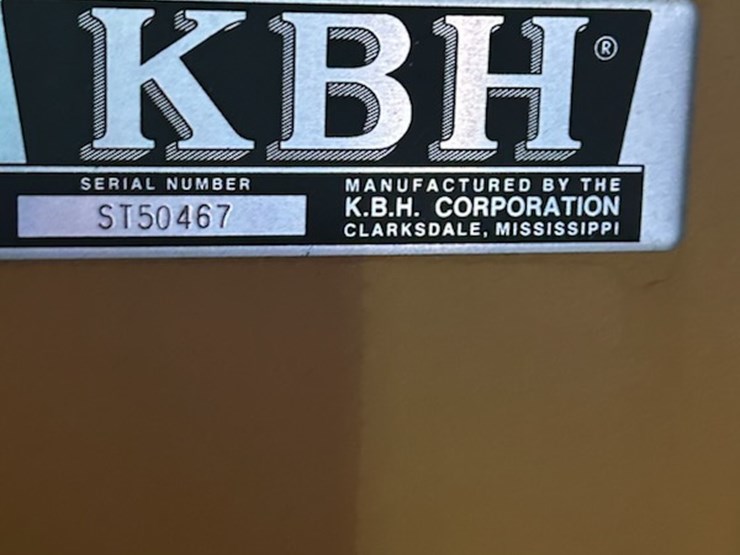 KBH®
SERIAL NUMBER
ST50467
MANUFACTURED BY THE
K.B.H. CORPORATION
CLARKSDALE, MISSISSIPPI